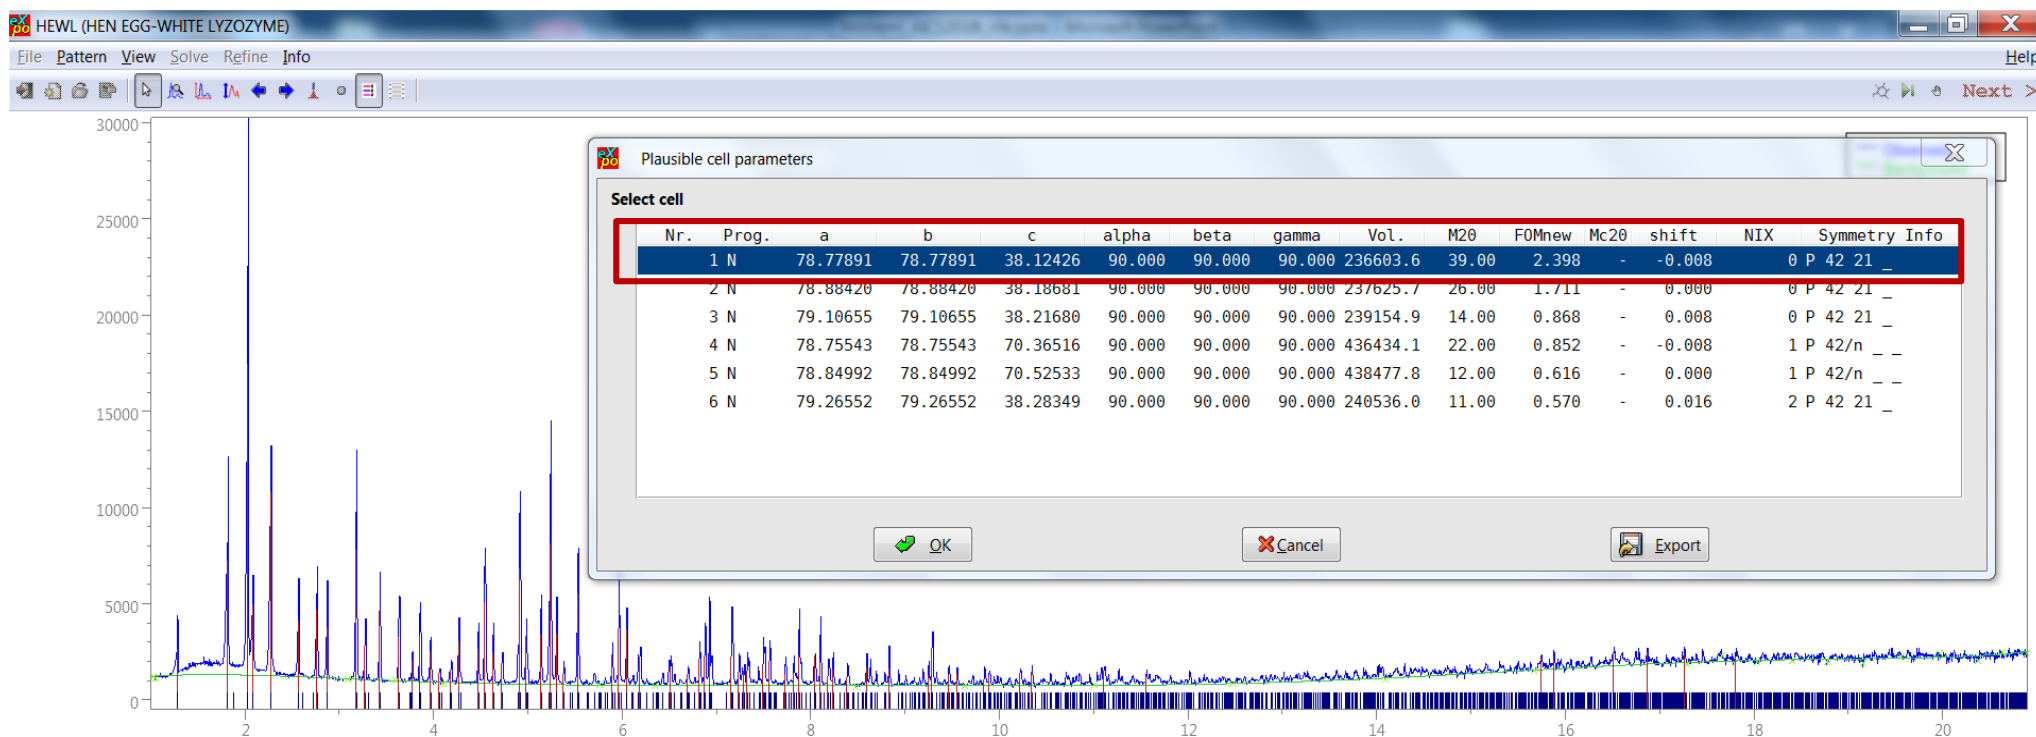 HEWL (HEN EGG-WHITE LYZOZYME)
File Pattern View Solve Refine Info Help
Next >
Plausible cell parameters
Select cell
Nr. Prog. a b c alpha beta gamma Vol. M20 FOMnew Mc20 shift NIX Symmetry Info
1 N 78.77891 78.77891 38.12426 90.000 90.000 90.000 236603.6 39.00 2.398 - -0.008 0 P 42 21 _
2 N 78.88420 78.88420 38.18681 90.000 90.000 90.000 237625.7 26.00 1.711 - 0.000 0 P 42 21 _
3 N 79.10655 79.10655 38.21680 90.000 90.000 90.000 239154.9 14.00 0.868 - 0.008 0 P 42 21 _
4 N 78.75543 78.75543 70.36516 90.000 90.000 90.000 436434.1 22.00 0.852 - -0.008 1 P 42/n _ _
5 N 78.84992 78.84992 70.52533 90.000 90.000 90.000 438477.8 12.00 0.616 - 0.000 1 P 42/n _ _
6 N 79.26552 79.26552 38.28349 90.000 90.000 90.000 240536.0 11.00 0.570 - 0.016 2 P 42 21 _
OK Cancel Export
30000
25000
20000
15000
10000
5000
0
2 4 6 8 10 12 14 16 18 20